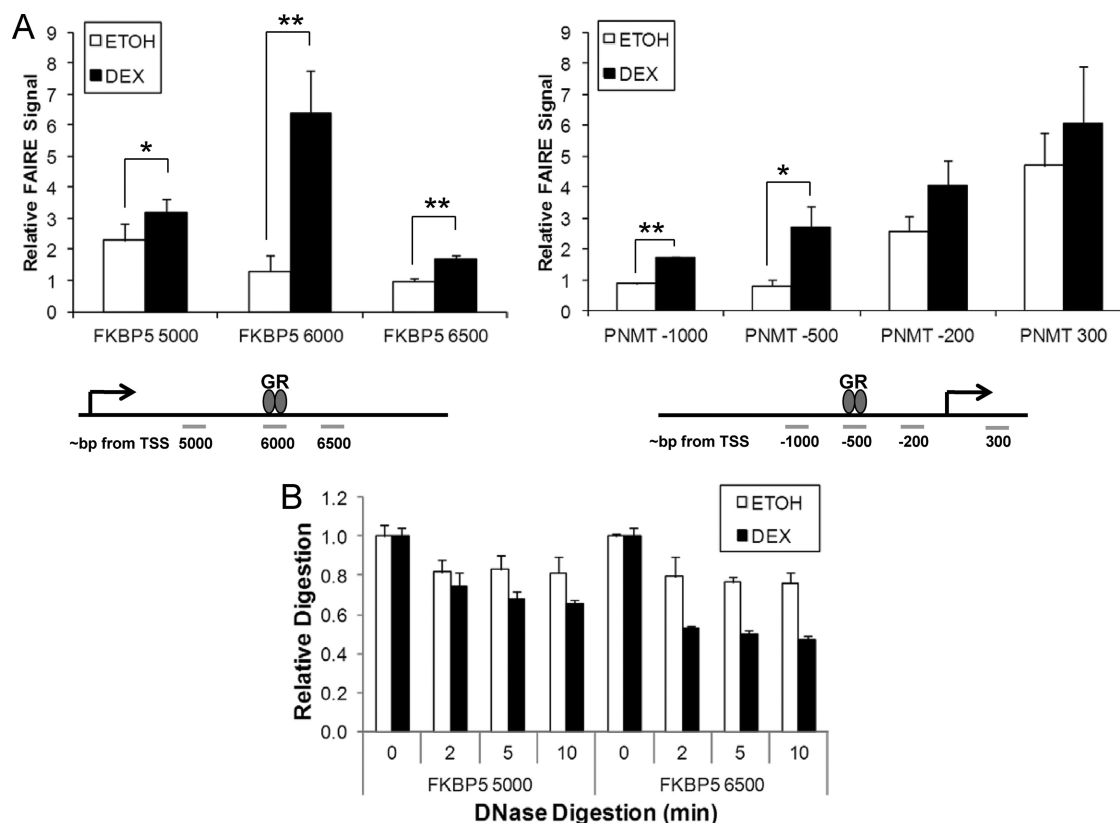 A
Relative FAIRE Signal
9
8
7
6
5
4
3
2
1
0
ETOH
DEX
*
**
**
FKBP5 5000
FKBP5 6000
FKBP5 6500
GR
~bp from TSS
5000
6000
6500
Relative FAIRE Signal
9
8
7
6
5
4
3
2
1
0
ETOH
DEX
**
*
PNMT -1000
PNMT -500
PNMT -200
PNMT 300
GR
~bp from TSS
-1000
-500
-200
300
B
Relative Digestion
1.2
1.0
0.8
0.6
0.4
0.2
0.0
ETOH
DEX
0 2 5 10 0 2 5 10
FKBP5 5000 FKBP5 6500
DNase Digestion (min)